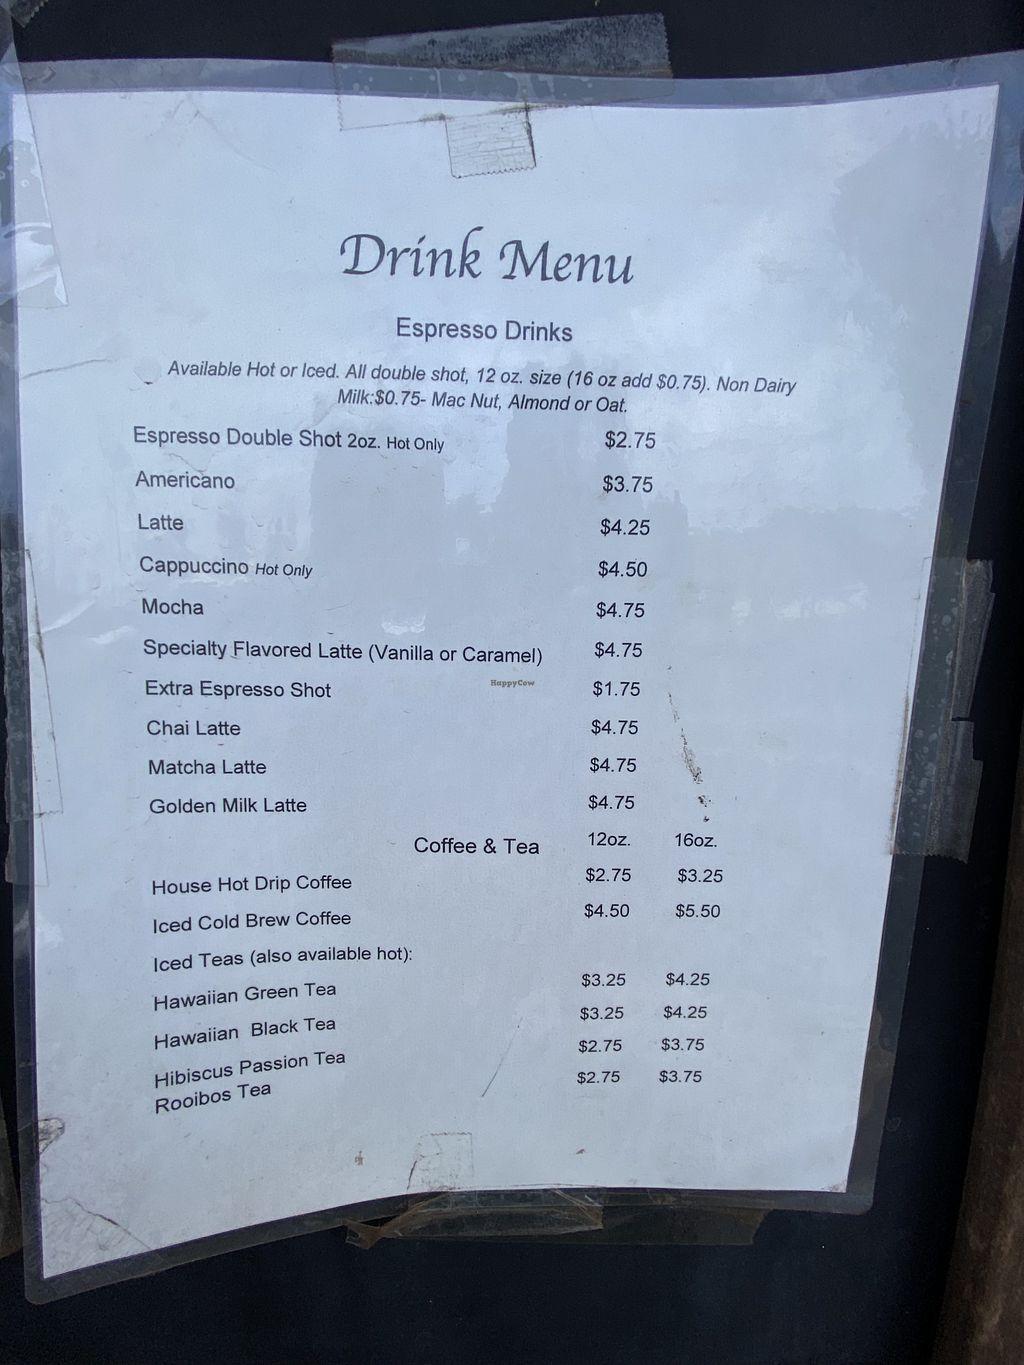 Drink Menu
Espresso Drinks
Available Hot or Iced. All double shot, 12 oz. size (16 oz add $0.75). Non Dairy
Milk:$0.75- Mac Nut, Almond or Oat.
Espresso Double Shot 2oz. Hot Only $2.75
Americano $3.75
Latte $4.25
Cappuccino Hot Only $4.50
Mocha $4.75
Specialty Flavored Latte (Vanilla or Caramel) $4.75
HappyCow
Extra Espresso Shot $1.75
Chai Latte $4.75
Matcha Latte $4.75
Golden Milk Latte $4.75
Coffee & Tea 12oz. 16oz.
House Hot Drip Coffee $2.75 $3.25
Iced Cold Brew Coffee $4.50 $5.50
Iced Teas (also available hot):
Hawaiian Green Tea $3.25 $4.25
Hawaiian Black Tea $3.25 $4.25
Hibiscus Passion Tea $2.75 $3.75
Rooibos Tea $2.75 $3.75